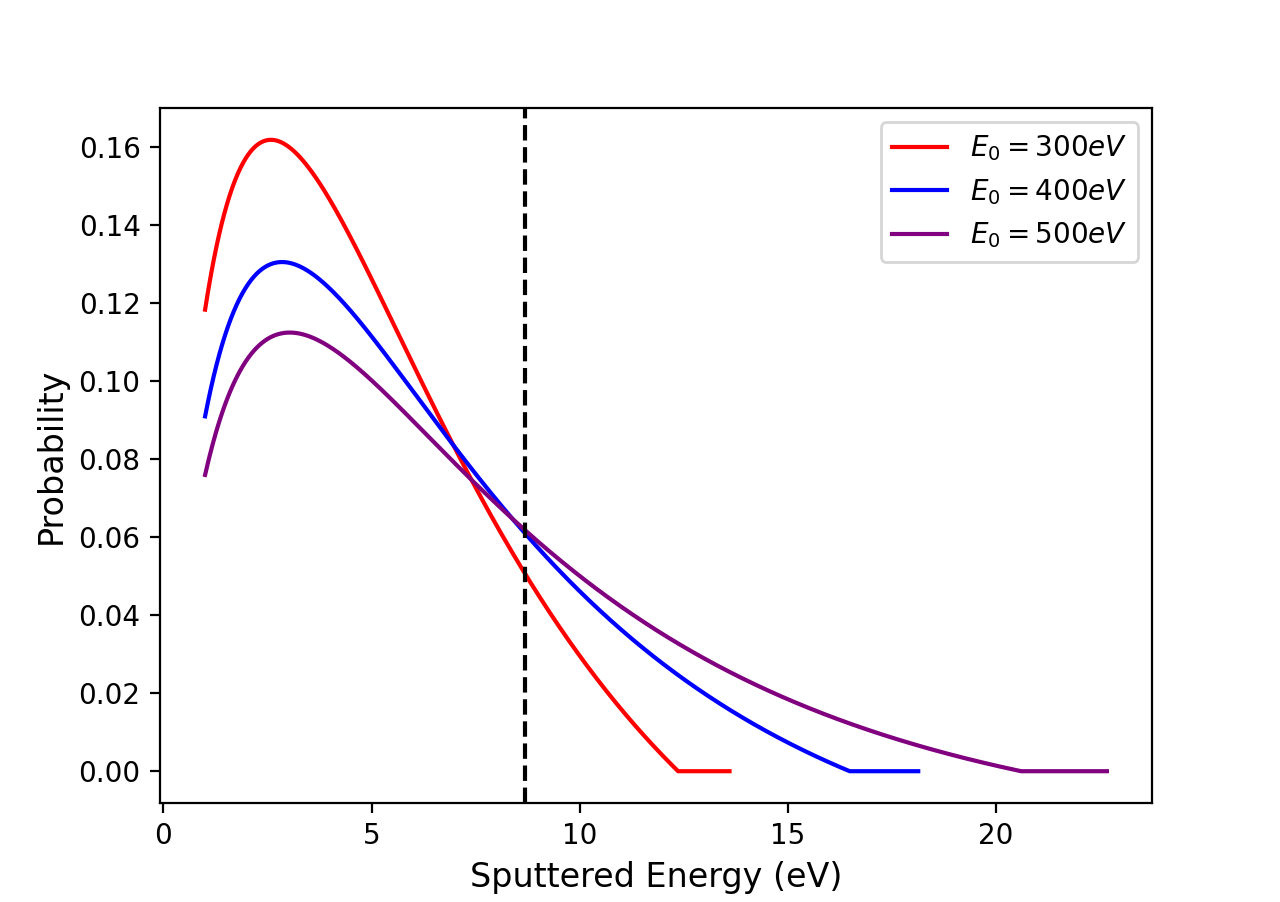 E₀ = 300eV
E₀ = 400eV
E₀ = 500eV
Probability
0.16
0.14
0.12
0.10
0.08
0.06
0.04
0.02
0.00
0
5
10
15
20
Sputtered Energy (eV)